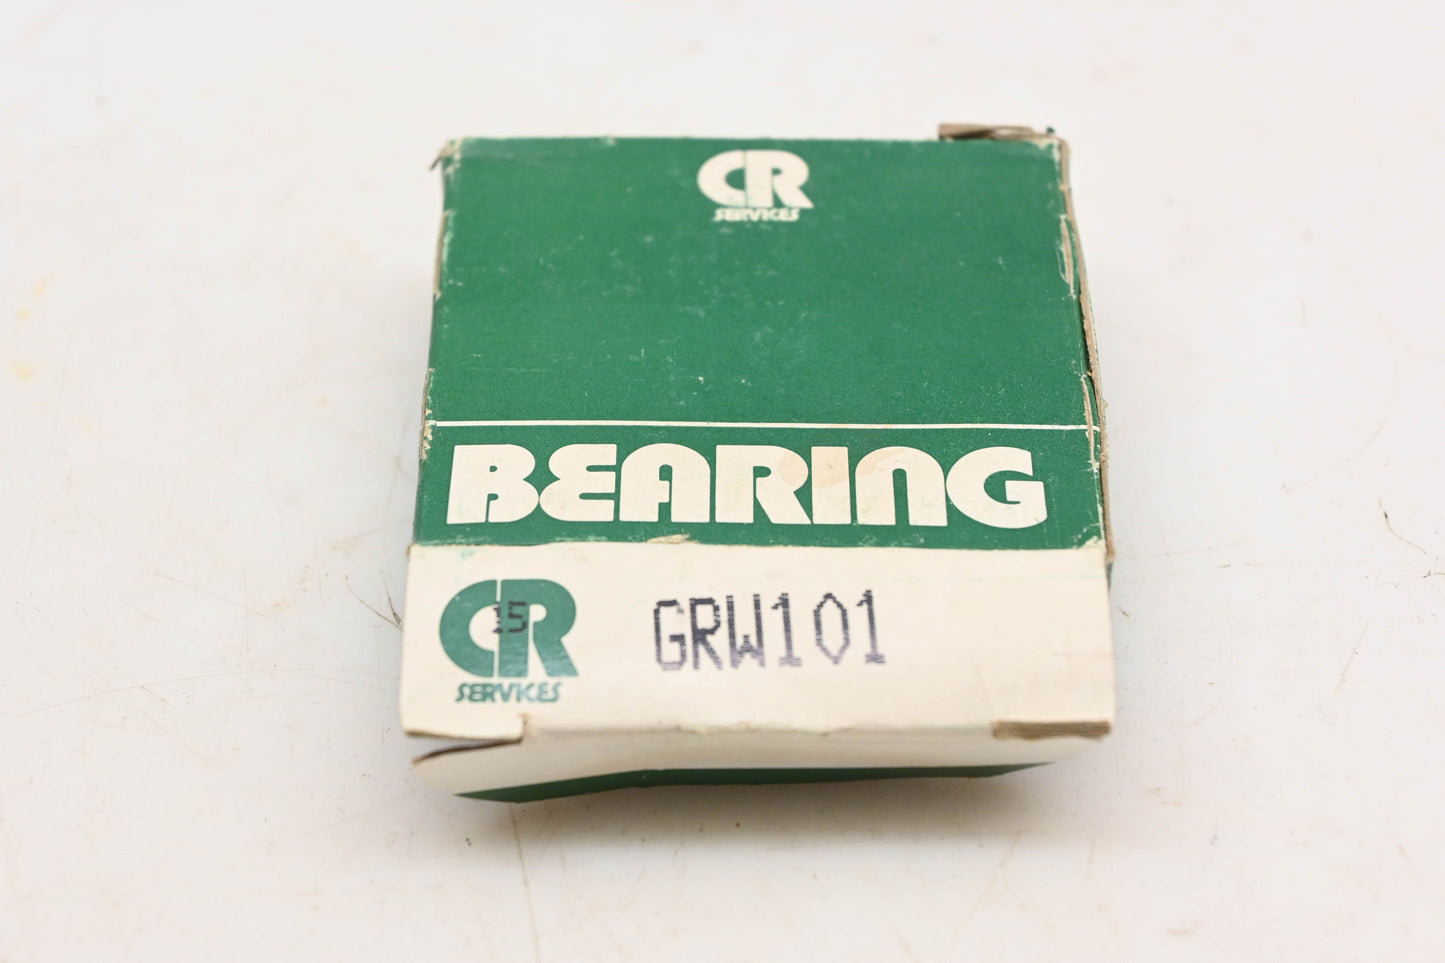 CR
SERVICES
BEARING
CR
15
SERVICES
GRW101